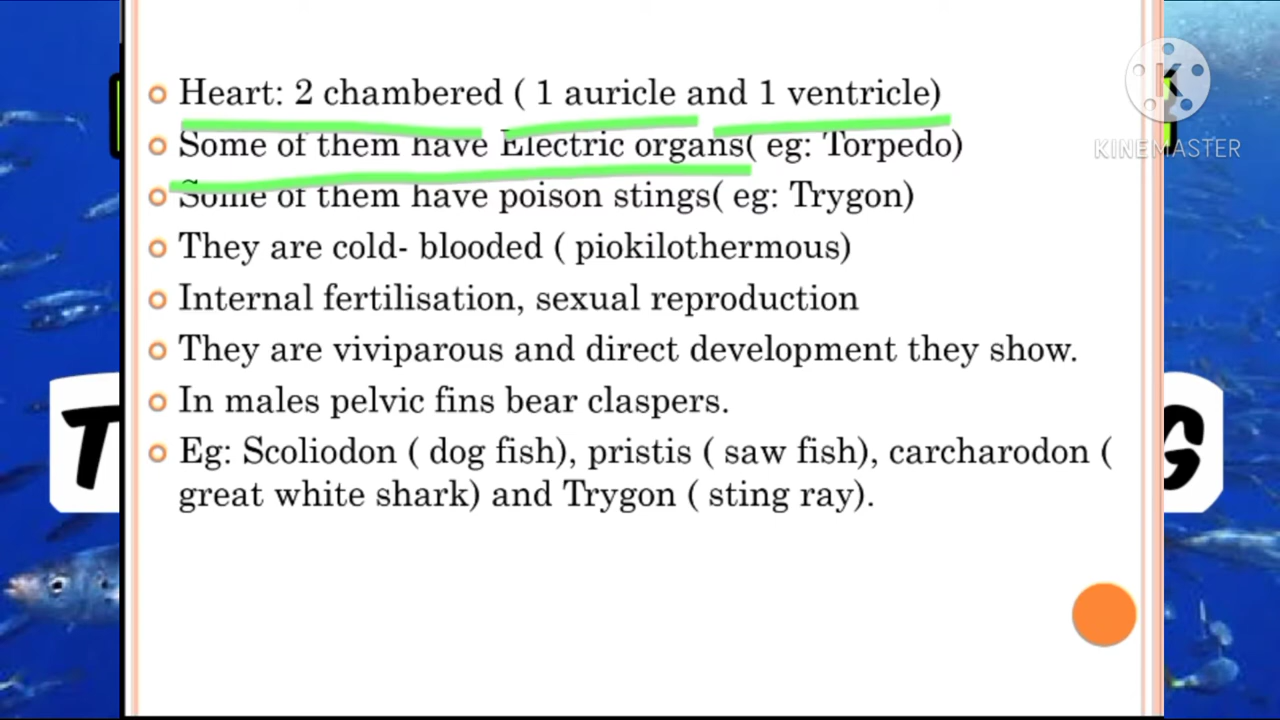 Heart: 2 chambered ( 1 auricle and 1 ventricle)
Some of them have Electric organs( eg: Torpedo)
Some of them have poison stings( eg: Trygon)
They are cold- blooded ( piokilothermous)
Internal fertilisation, sexual reproduction
They are viviparous and direct development they show.
In males pelvic fins bear claspers.
Eg: Scoliodon ( dog fish), pristis ( saw fish), carcharodon (
great white shark) and Trygon ( sting ray).
K
KINEMASTER
T
G